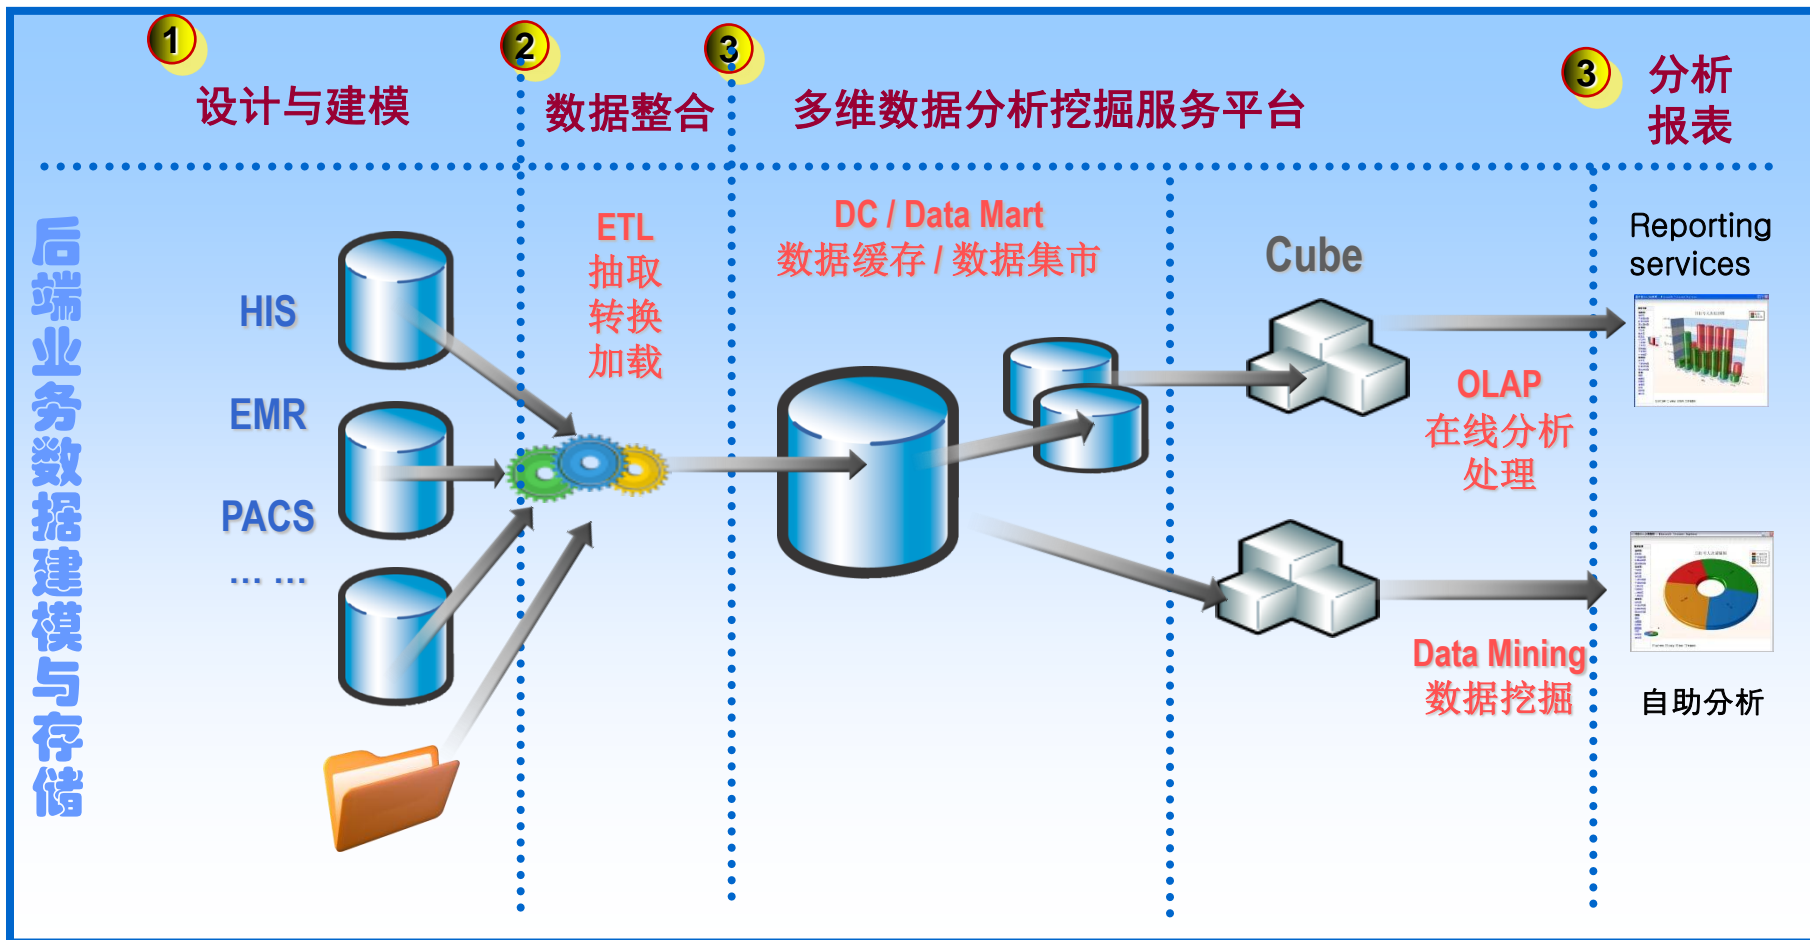 1
设计与建模
2
数据整合
3
多维数据分析挖掘服务平台
3
分析
报表
后端业务数据建模与存储
HIS
EMR
PACS
... ...
ETL
抽取
转换
加载
DC / Data Mart
数据缓存 / 数据集市
Cube
OLAP
在线分析
处理
Data Mining
数据挖掘
Reporting
services
自助分析